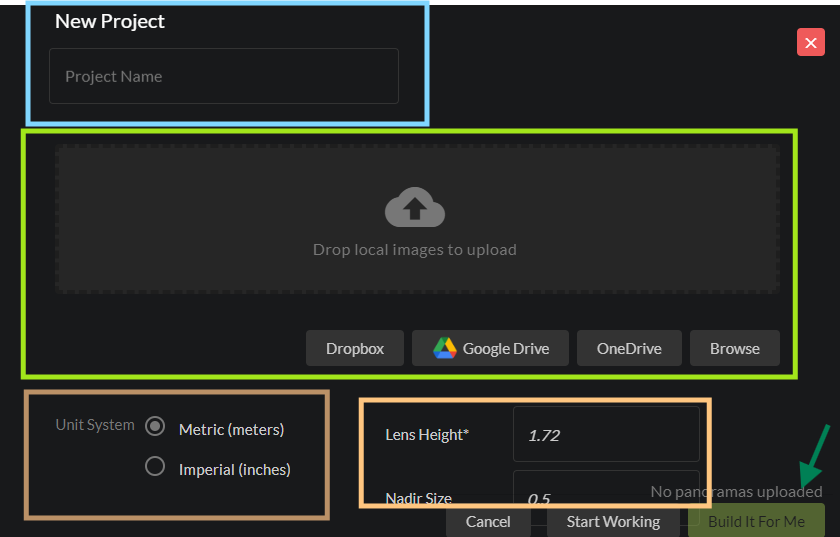 New Project
Project Name
Drop local images to upload
Dropbox Google Drive OneDrive Browse
Unit System Metric (meters)
Imperial (inches)
Lens Height* 1.72
Nadir Size 0.5
No panoramas uploaded
Cancel Start Working Build It For Me